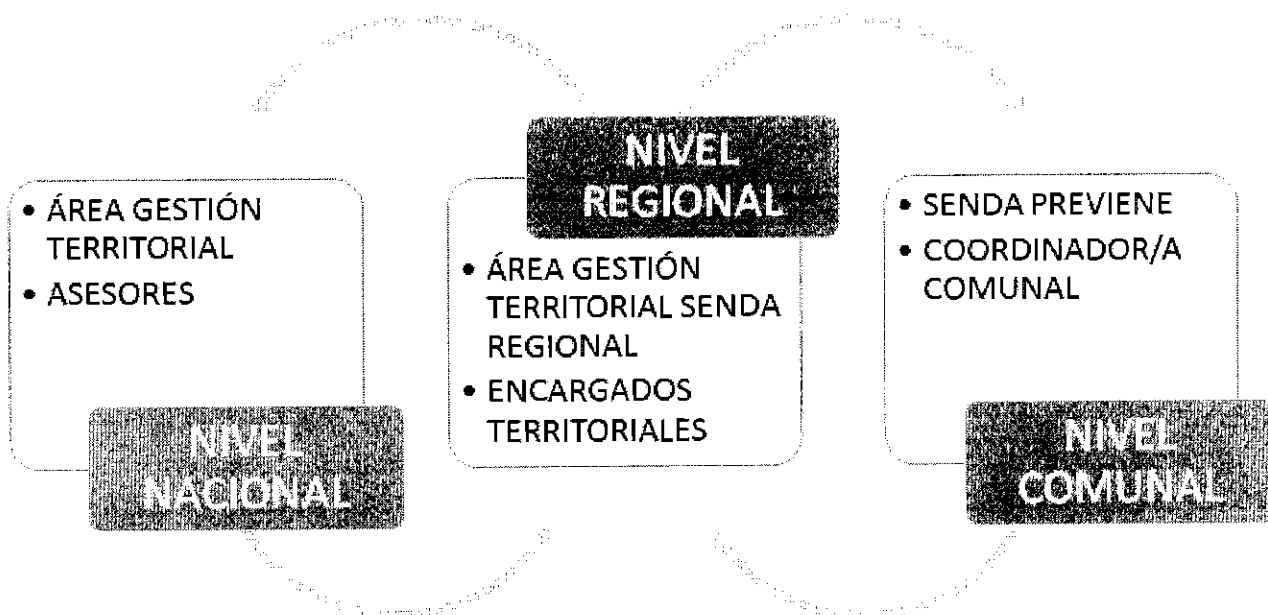 • ÁREA GESTIÓN
TERRITORIAL
• ASESORES
NIVEL
NACIONAL
NIVEL
REGIONAL
• ÁREA GESTIÓN
TERRITORIAL SENDA
REGIONAL
• ENCARGADOS
TERRITORIALES
• SENDA PREVIENE
• COORDINADOR/A
COMUNAL
NIVEL
COMUNAL